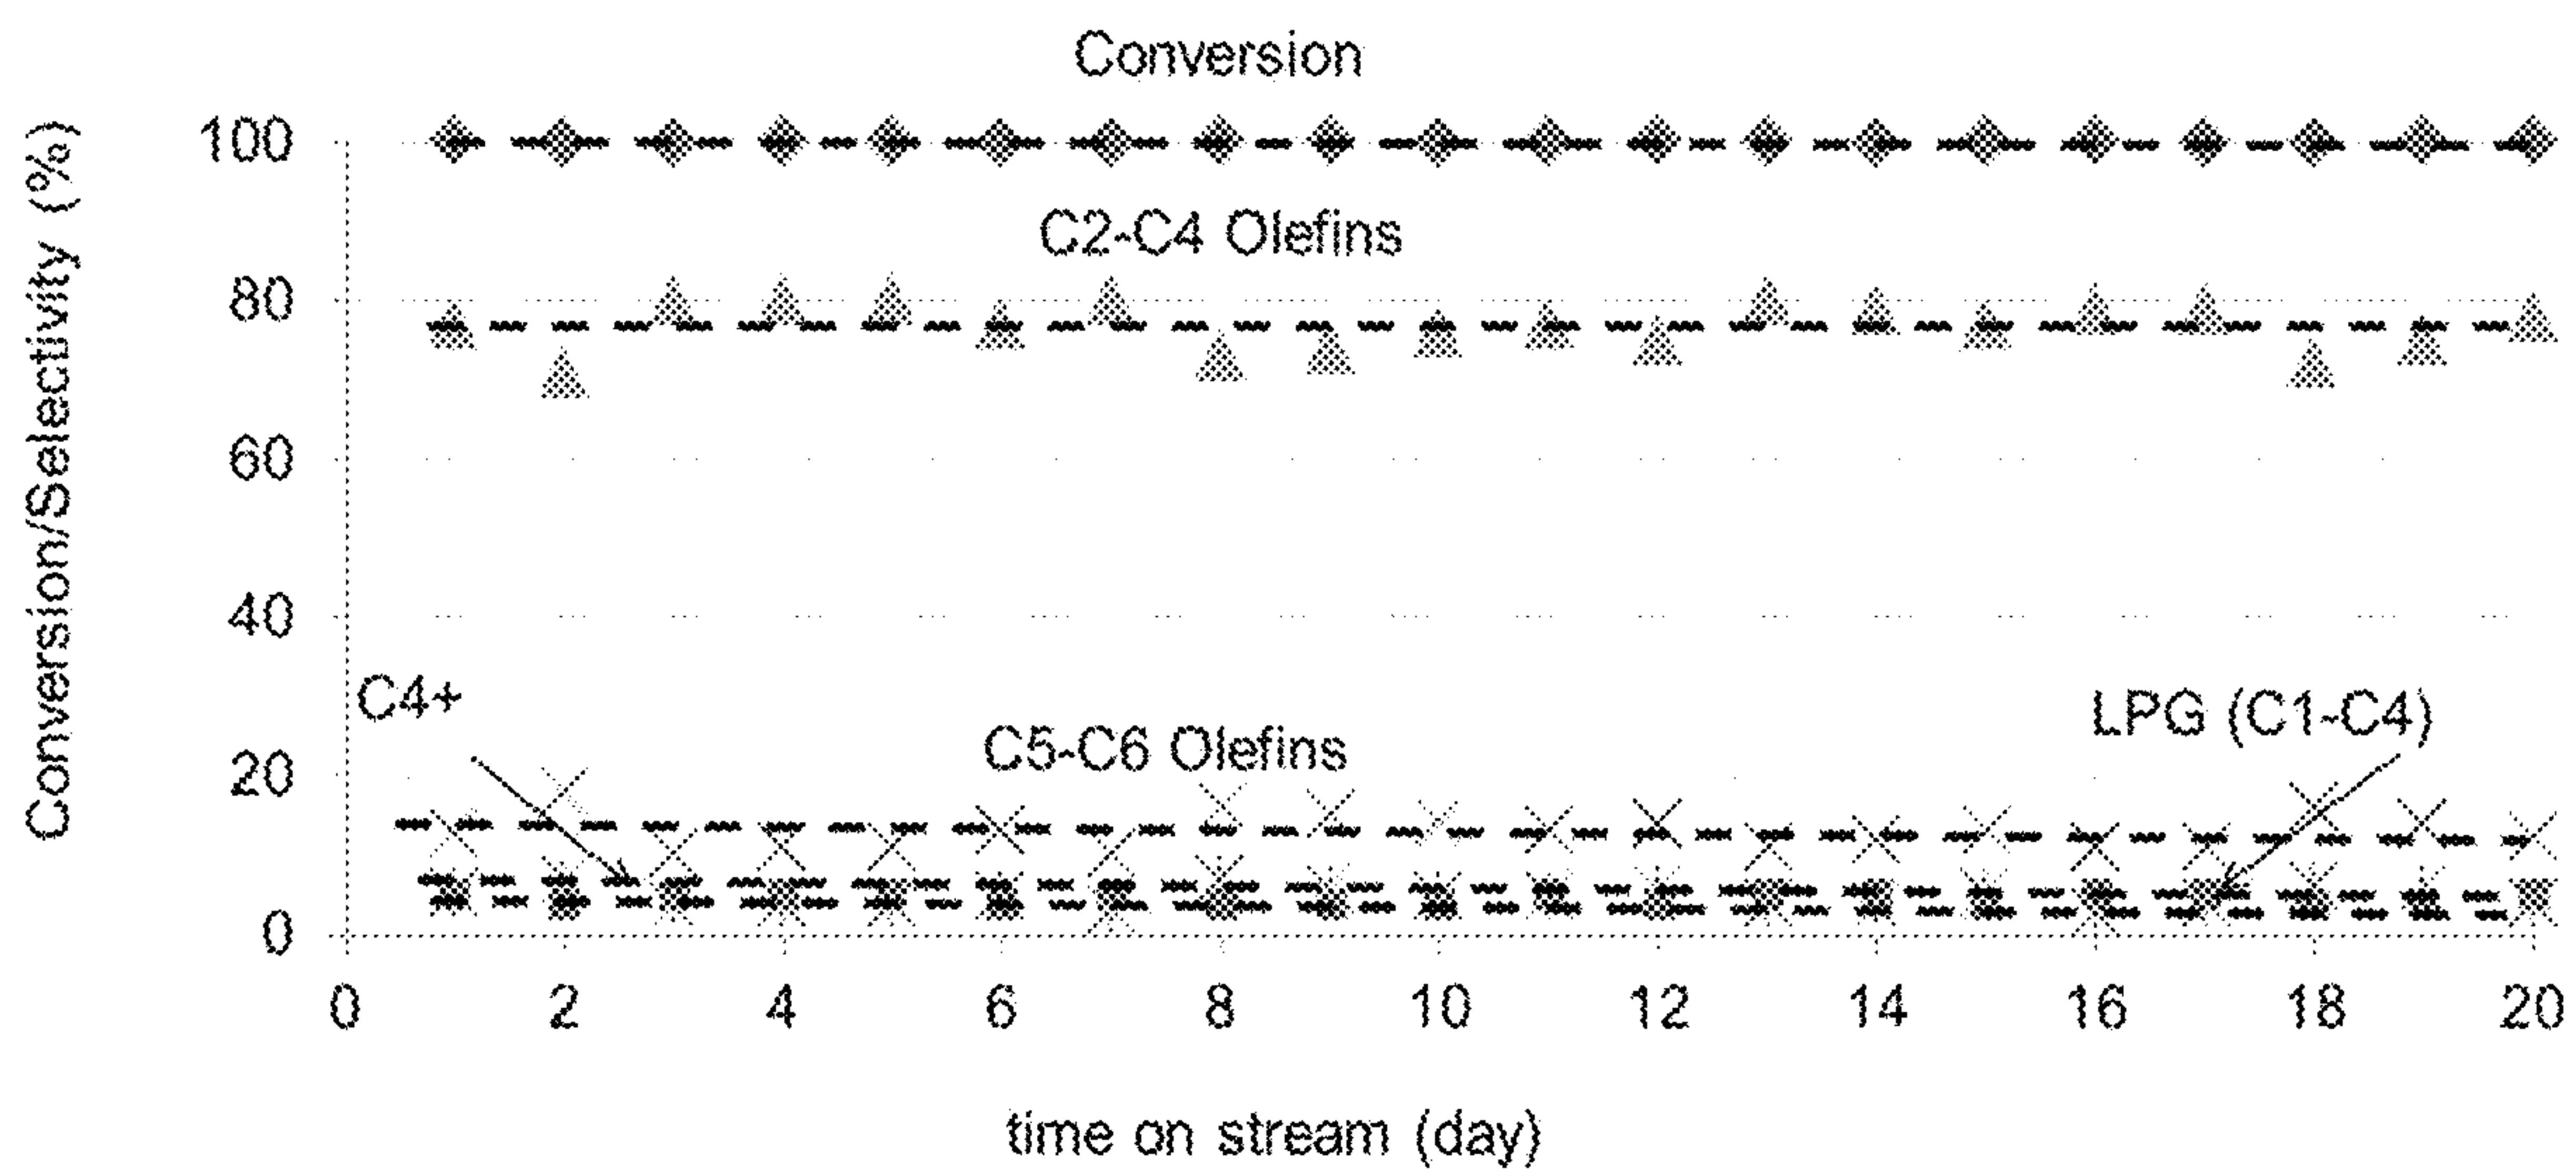 Conversion
100
C2-C4 Olefins
80
60
40
C4+
LPG (C1-C4)
C5-C6 Olefins
20
0
0 2 4 6 8 10 12 14 16 18 20
time on stream (day)
Conversion/Selectivity (%)